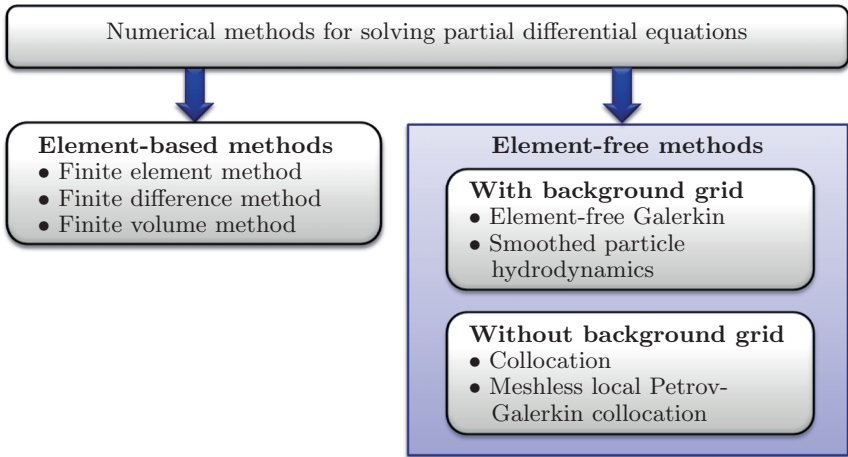 Numerical methods for solving partial differential equations
Element-based methods
• Finite element method
• Finite difference method
• Finite volume method
Element-free methods
With background grid
• Element-free Galerkin
• Smoothed particle
hydrodynamics
Without background grid
• Collocation
• Meshless local Petrov-
Galerkin collocation